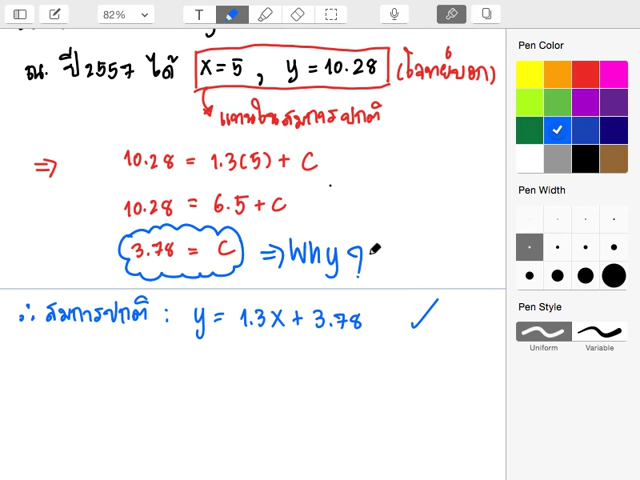 82%
T
ณ. ปี 2557 ได้ x=5 , y=10.28 (โจทย์บอก)
แทนในสมการปกติ
⇒ 10.28 = 1.3(5) + C
10.28 = 6.5 + C
3.78 = C ⇒ Why ?
∴ สมการปกติ : y = 1.3x + 3.78 ✓
Pen Color
Pen Width
Pen Style
Uniform
Variable